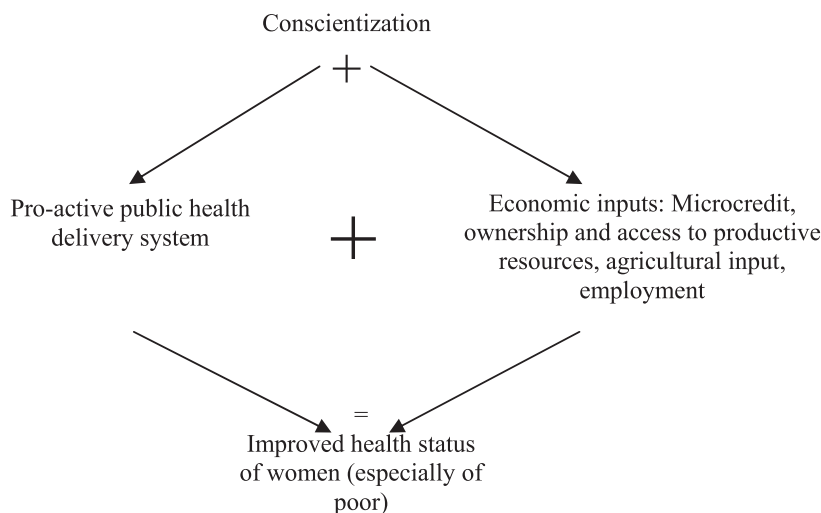 Conscientization
+
Pro-active public health
delivery system
+
Economic inputs: Microcredit,
ownership and access to productive
resources, agricultural input,
employment
=
Improved health status
of women (especially of
poor)